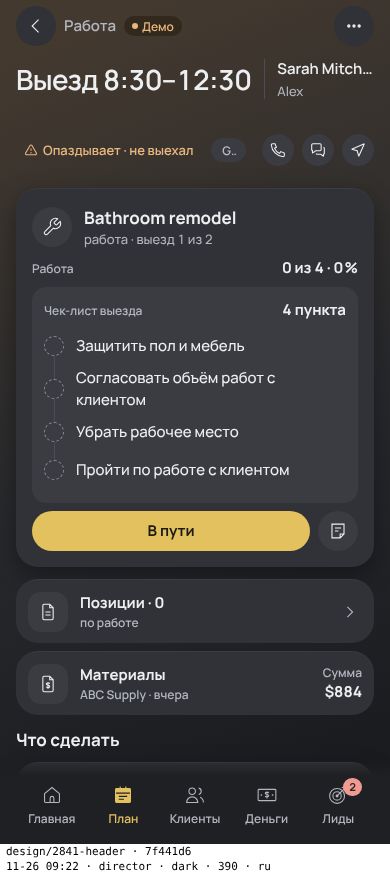 Работа
Демо
Выезд 8:30–12:30
Sarah Mitch…
Alex
Опаздывает · не выехал
G..
Bathroom remodel
работа · выезд 1 из 2
Работа
0 из 4 · 0%
Чек-лист выезда
4 пункта
Защитить пол и мебель
Согласовать объём работ с
клиентом
Убрать рабочее место
Пройти по работе с клиентом
В пути
Позиции · 0
по работе
Материалы
ABC Supply · вчера
Сумма
$884
Что сделать
2
Главная
План
Клиенты
Деньги
Лиды
design/2841-header · 7f441d6
11-26 09:22 · director · dark · 390 · ru